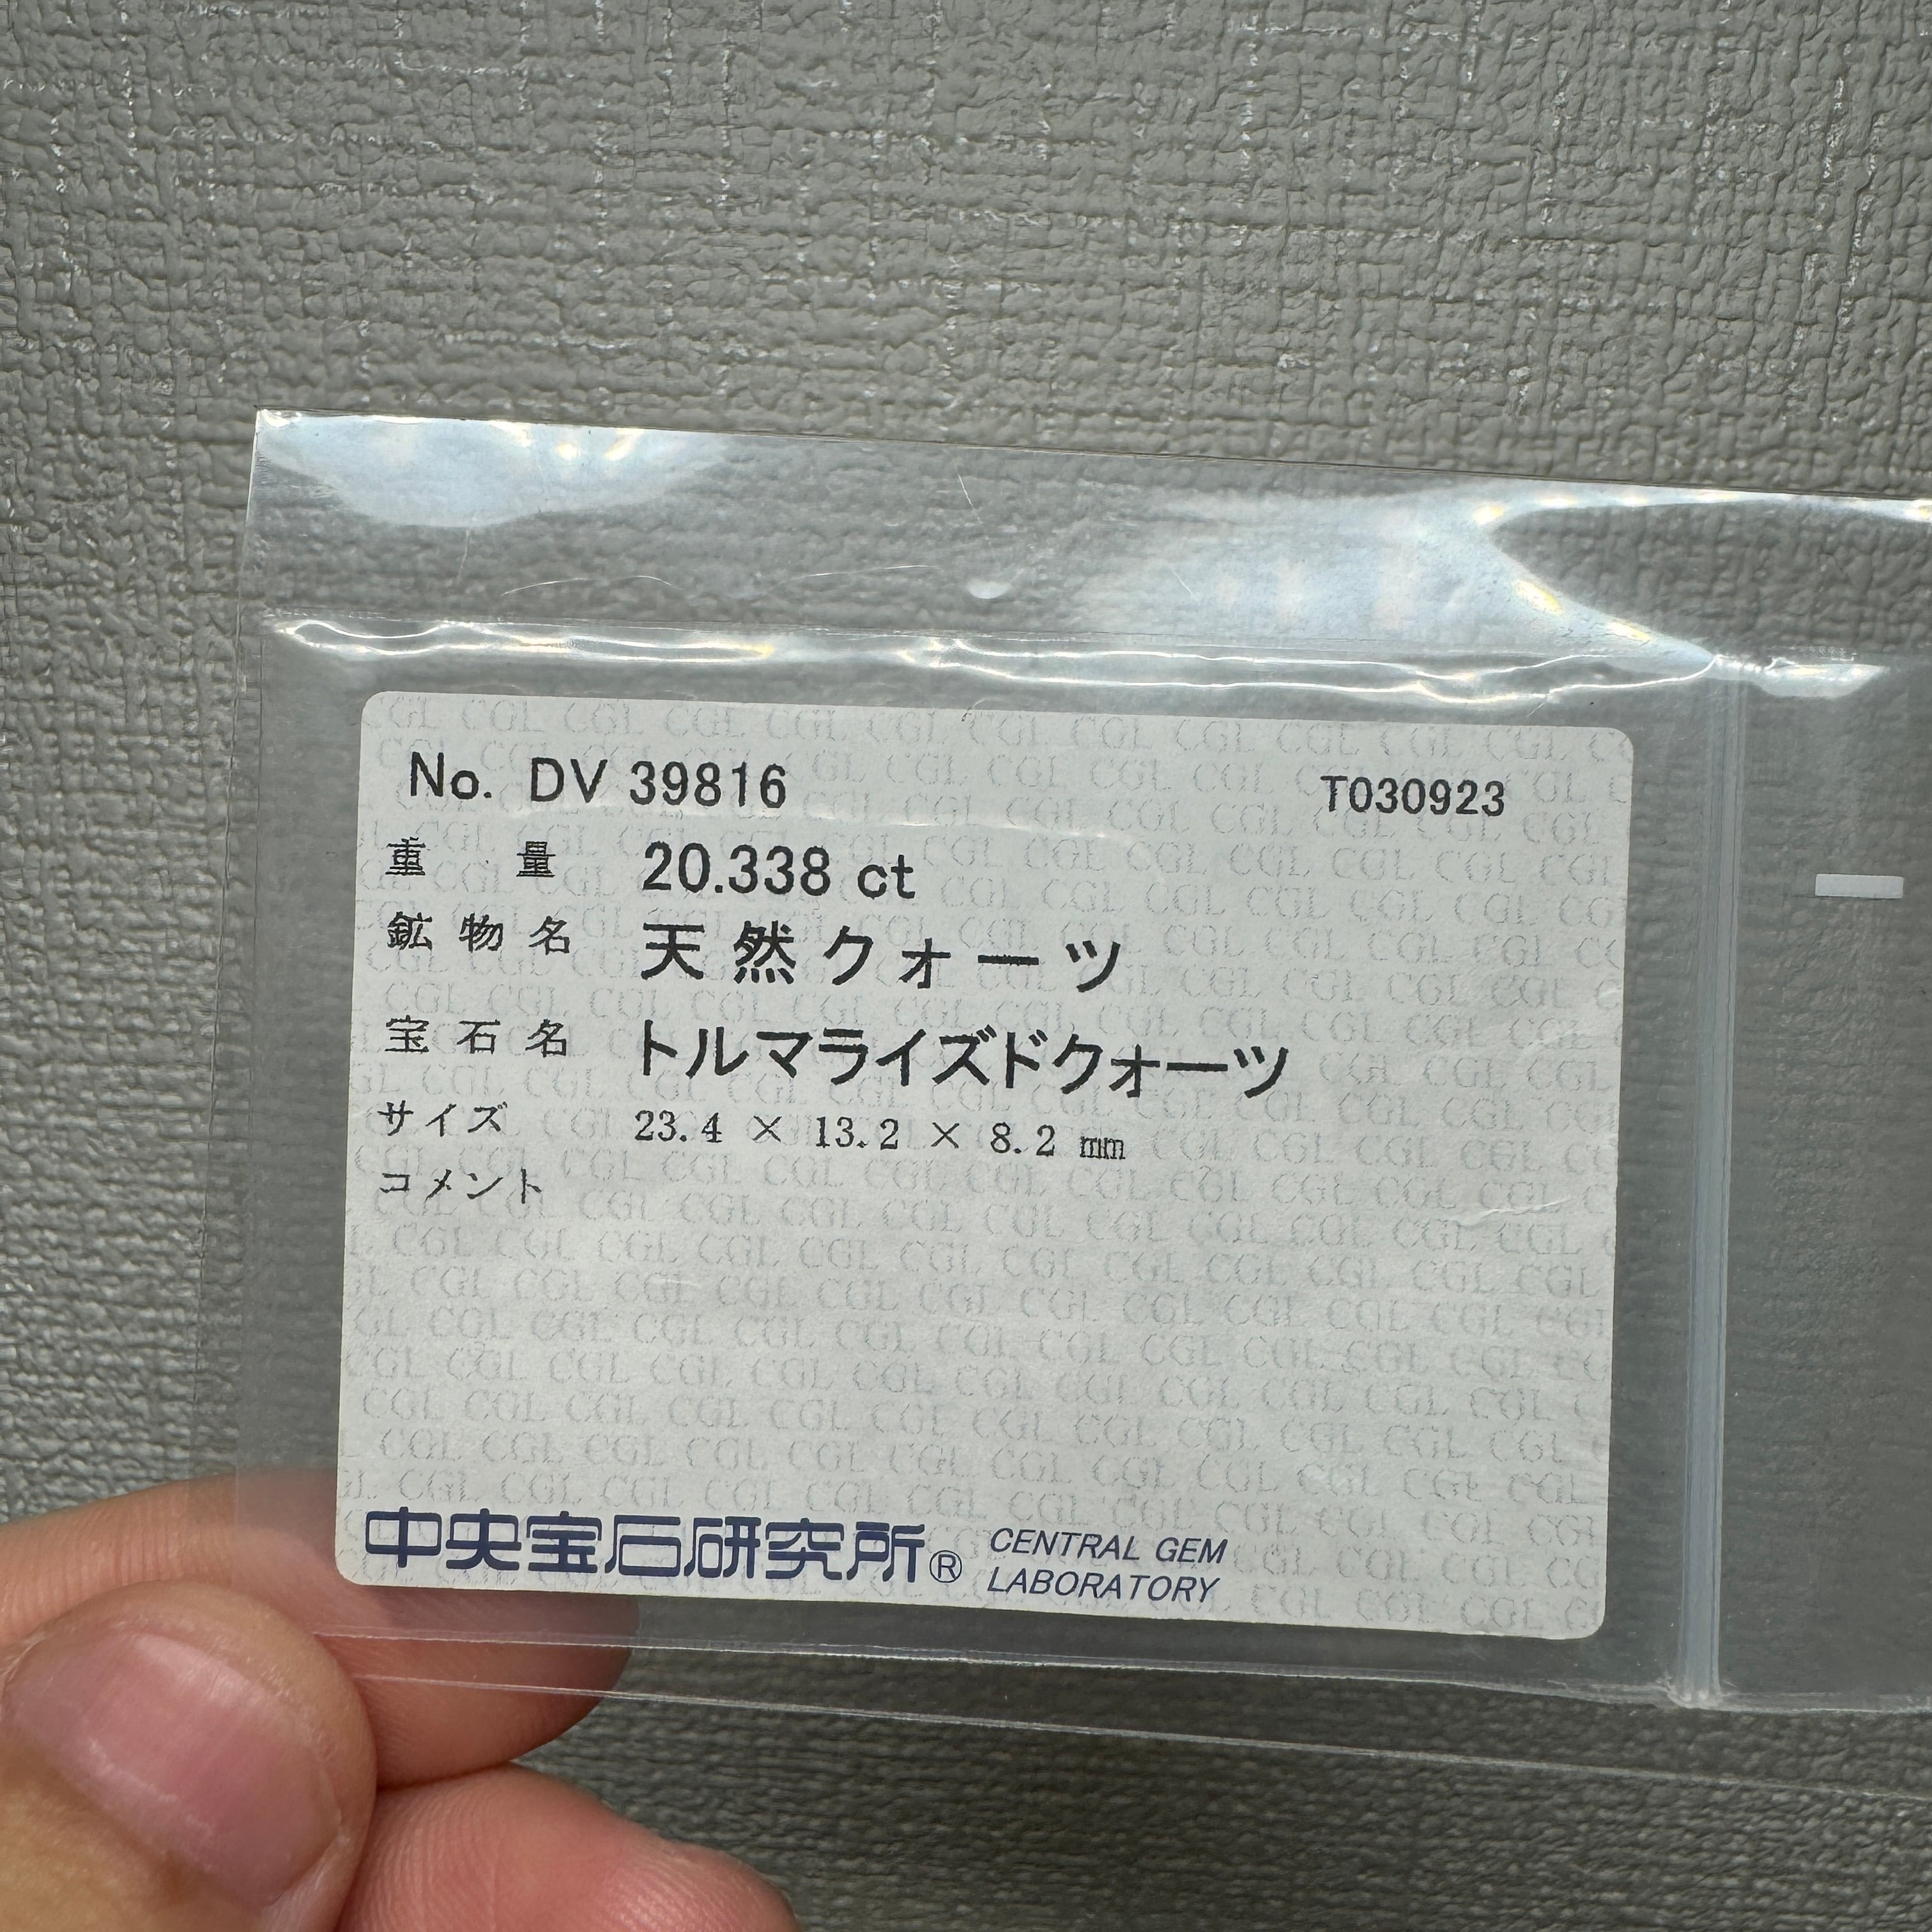 No. DV 39816 T030923
重量 20.338 ct
鉱物名 天然クォーツ
宝石名 トルマライズドクォーツ
サイズ 23.4 × 13.2 × 8.2 mm
コメント
中央宝石研究所® CENTRAL GEM
LABORATORY